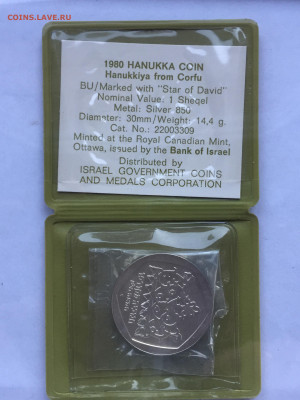 COINS.LAVE.RU
1980 HANUKKA COIN
Hanukkiya from Corfu
BU/Marked with "Star of David"
Nominal Value: 1 Sheqel
Metal: Silver 850
Diameter: 30mm/Weight: 14,4 g.
Cat. No.: 22003309
Minted at the Royal Canadian Mint,
Ottawa, issued by the Bank of Israel
Distributed by
ISRAEL GOVERNMENT COINS
AND MEDALS CORPORATION